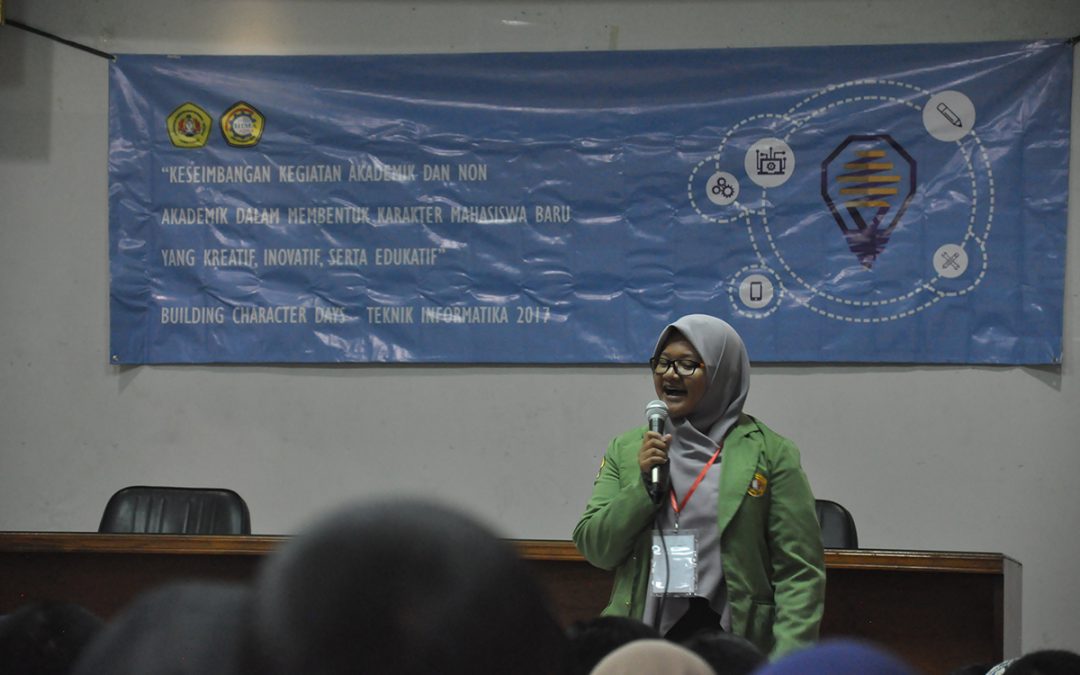 “KESEIMBANGAN KEGIATAN AKADEMIK DAN NON
AKADEMIK DALAM MEMBENTUK KARAKTER MAHASISWA BARU
YANG KREATIF, INOVATIF, SERTA EDUKATIF”
BUILDING CHARACTER DAYS TEKNIK INFORMATIKA 2017